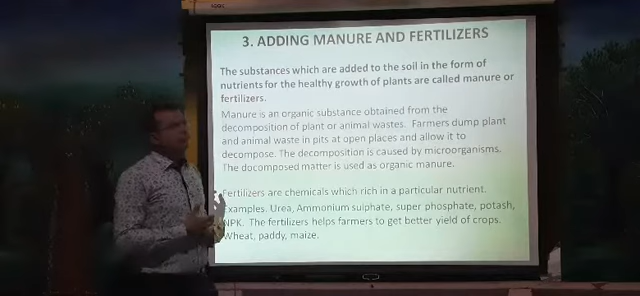 3. ADDING MANURE AND FERTILIZERS
The substances which are added to the soil in the form of
nutrients for the healthy growth of plants are called manure or
fertilizers.
Manure is an organic substance obtained from the
decomposition of plant or animal wastes. Farmers dump plant
and animal waste in pits at open places and allow it to
decompose. The decomposition is caused by microorganisms.
The docomposed matter is used as organic manure.
Fertilizers are chemicals which rich in a particular nutrient.
Examples. Urea, Ammonium sulphate, super phosphate, potash,
NPK. The fertilizers helps farmers to get better yield of crops.
Wheat, paddy, maize.